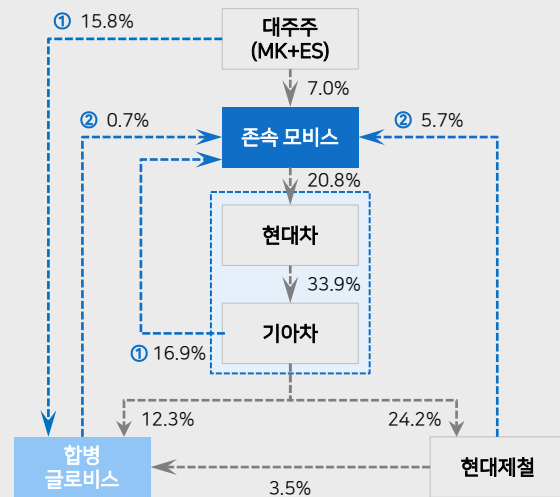 ① 15.8%
대주주
(MK+ES)
7.0%
② 0.7%
존속 모비스
② 5.7%
20.8%
현대차
33.9%
기아차
① 16.9%
12.3%
24.2%
합병
글로비스
현대제철
3.5%